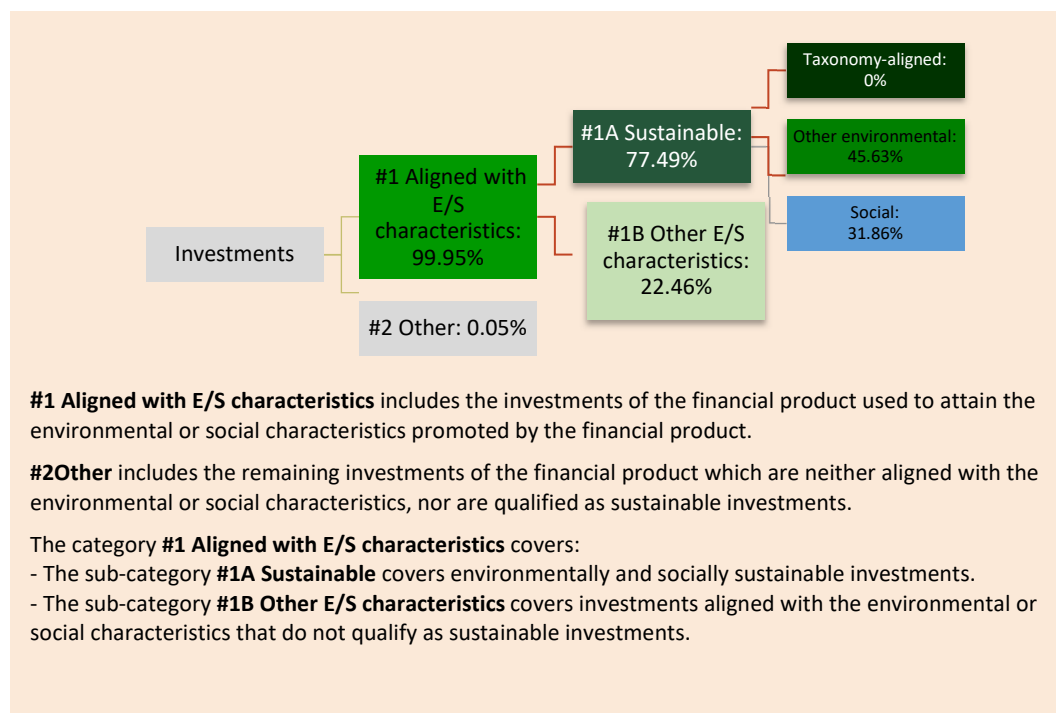 Taxonomy-aligned:
0%
#1A Sustainable:
77.49%
Other environmental:
45.63%
#1 Aligned with
E/S
characteristics:
99.95%
Social:
31.86%
#1B Other E/S
characteristics:
22.46%
Investments
#2 Other: 0.05%
#1 Aligned with E/S characteristics includes the investments of the financial product used to attain the
environmental or social characteristics promoted by the financial product.
#2Other includes the remaining investments of the financial product which are neither aligned with the
environmental or social characteristics, nor are qualified as sustainable investments.
The category #1 Aligned with E/S characteristics covers:
- The sub-category #1A Sustainable covers environmentally and socially sustainable investments.
- The sub-category #1B Other E/S characteristics covers investments aligned with the environmental or
social characteristics that do not qualify as sustainable investments.